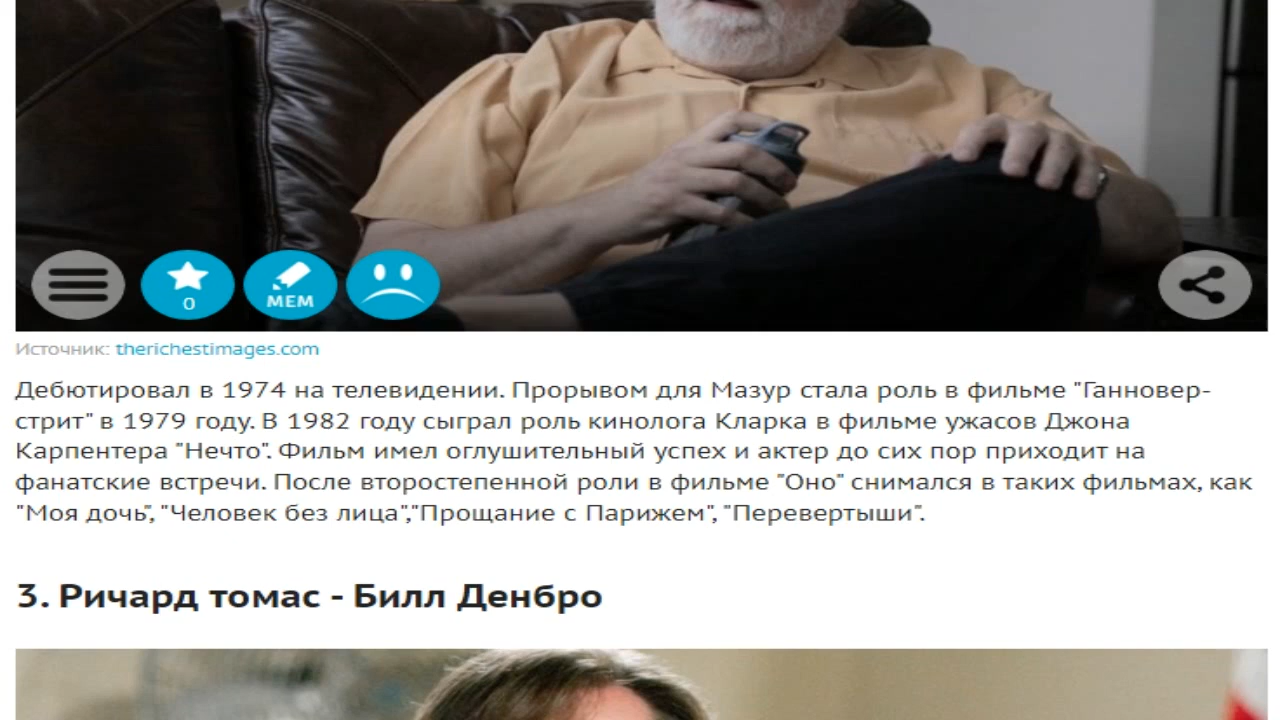 0
МЕМ
Источник: therichestimages.com
Дебютировал в 1974 на телевидении. Прорывом для Мазур стала роль в фильме "Ганновер-
стрит" в 1979 году. В 1982 году сыграл роль кинолога Кларка в фильме ужасов Джона
Карпентера "Нечто". Фильм имел оглушительный успех и актер до сих пор приходит на
фанатские встречи. После второстепенной роли в фильме "Оно" снимался в таких фильмах, как
"Моя дочь", "Человек без лица","Прощание с Парижем", "Перевертыши".
3. Ричард томас - Билл Денбро